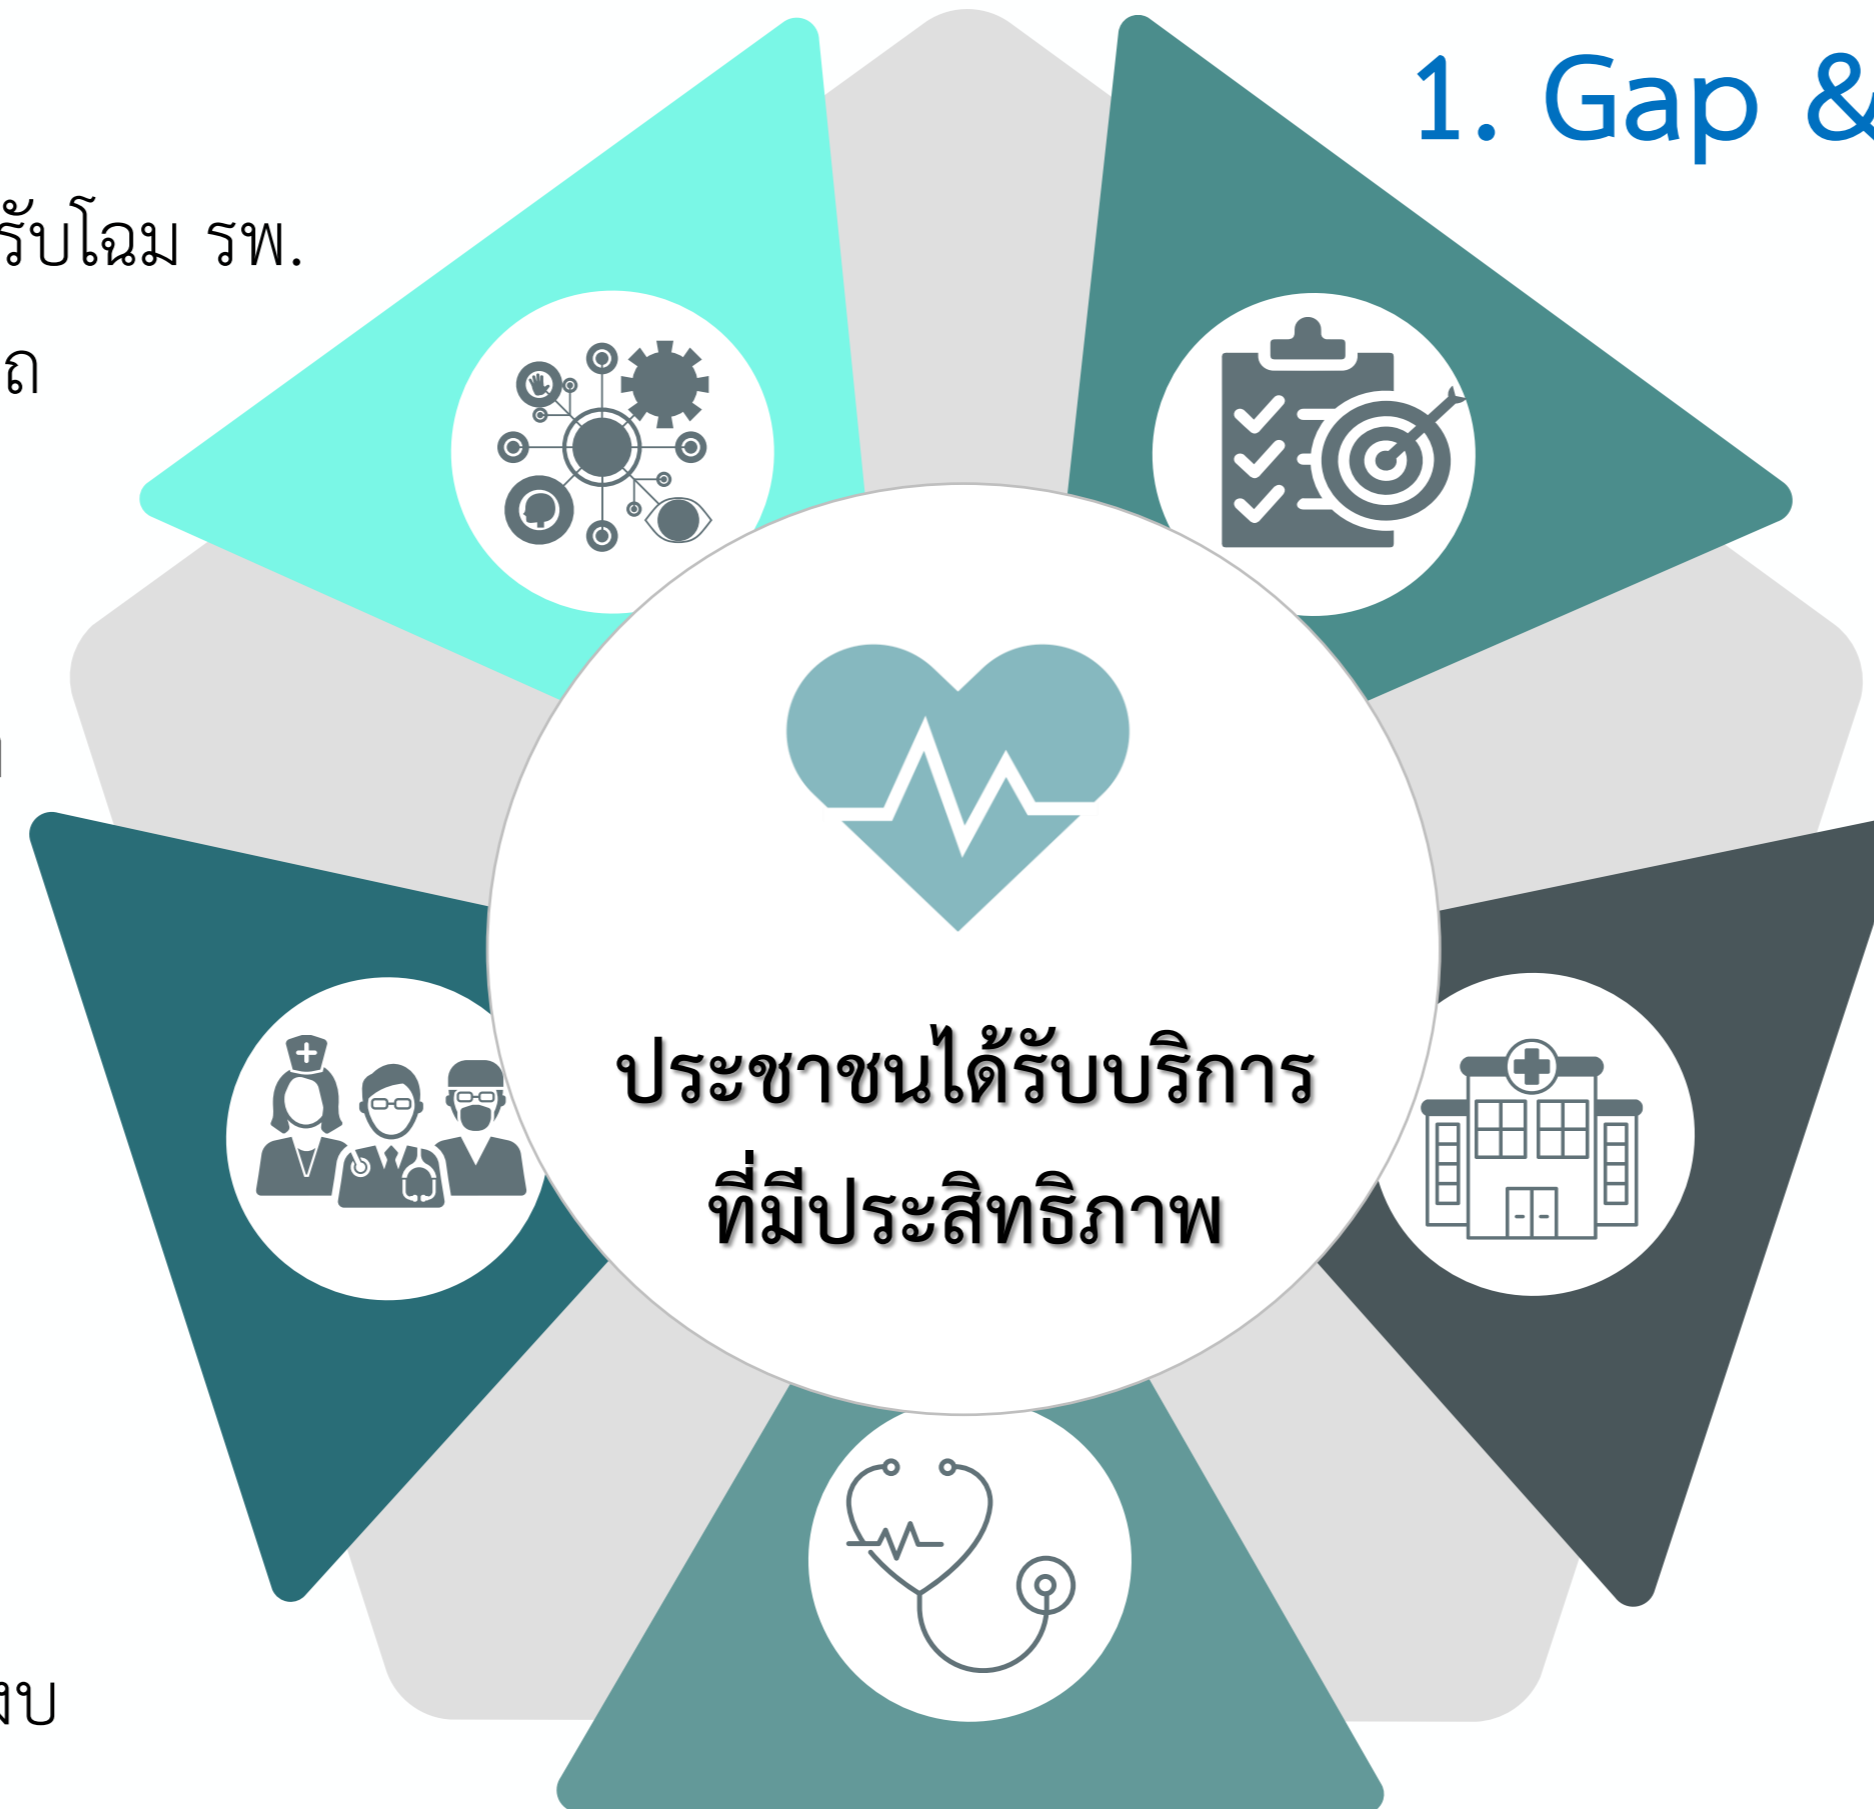 1. Gap &
รับโฉม รพ.
ถ
ประชาชนได้รับบริการ
ที่มีประสิทธิภาพ